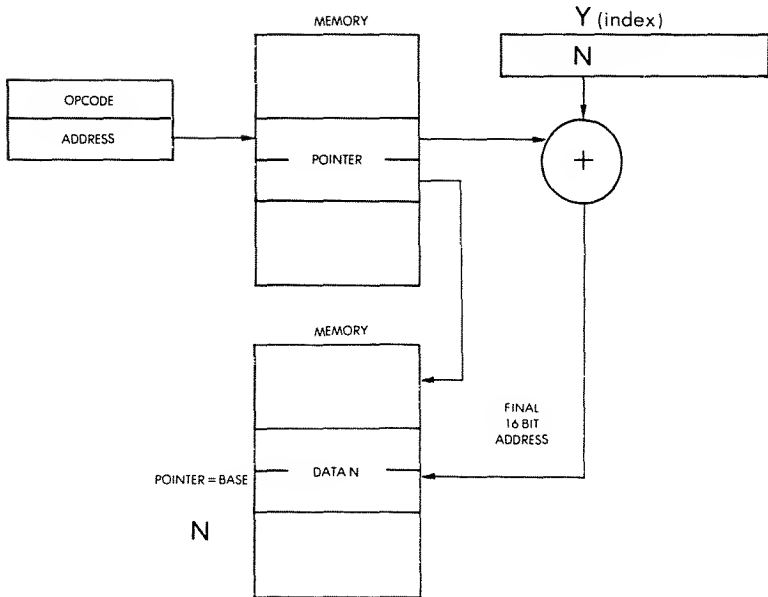 MEMORY
Y (index)
N
OPCODE
ADDRESS
POINTER
+
MEMORY
FINAL
16 BIT
ADDRESS
POINTER = BASE
DATA N
N